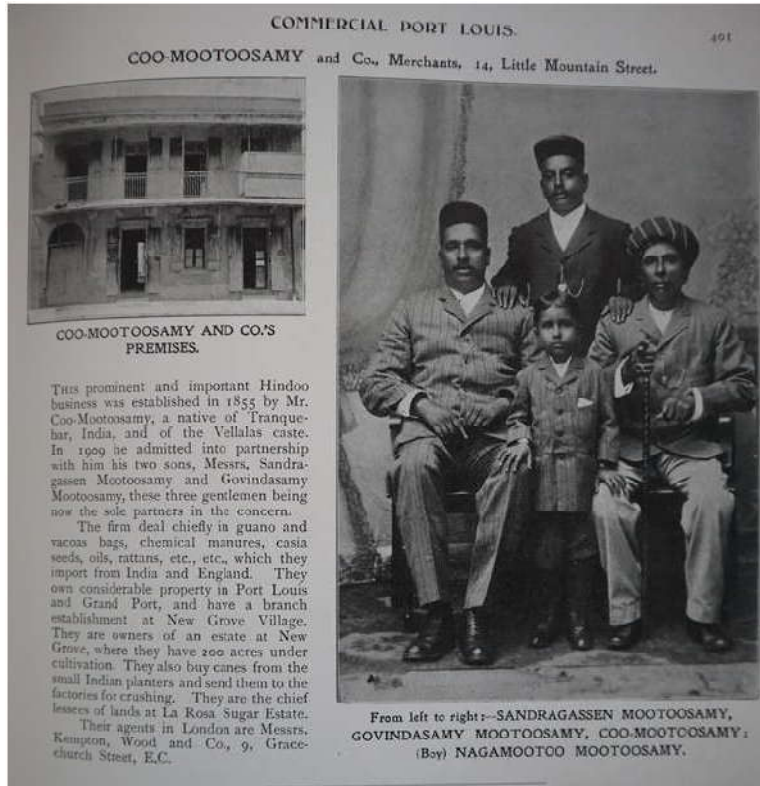 COMMERCIAL PORT LOUIS.
491
COO-MOOTOOSAMY and Co., Merchants, 14, Little Mountain Street.
COO-MOOTOOSAMY AND CO.'S
PREMISES.
THIS prominent and important Hindoo
business was established in 1855 by Mr.
Coo-Mootoosamy, a native of Tranque-
bar, India, and of the Vellalas caste.
In 1909 he admitted into partnership
with him his two sons, Messrs, Sandra-
gassen Mootoosamy and Govindasamy
Mootoosamy, these three gentlemen being
now the sole partners in the concern.
The firm deal chiefly in guano and
vacoas bags, chemical manures, casia
seeds, oils, rattans, etc., etc., which they
import from India and England. They
own considerable property in Port Louis
and Grand Port, and have a branch
establishment at New Grove Village.
They are owners of an estate at New
Grove, where they have 200 acres under
cultivation. They also buy canes from the
small Indian planters and send them to the
factories for crushing. They are the chief
lessees of lands at La Rosa Sugar Estate.
Their agents in London are Messrs.
Kempton, Wood and Co., 9, Grace-
church Street, E.C.
From left to right:—SANDRAGASSEN MOOTOOSAMY,
GOVINDASAMY MOOTOOSAMY, COO-MOOTOOSAMY;
(Boy) NAGAMOOTOO MOOTOOSAMY.